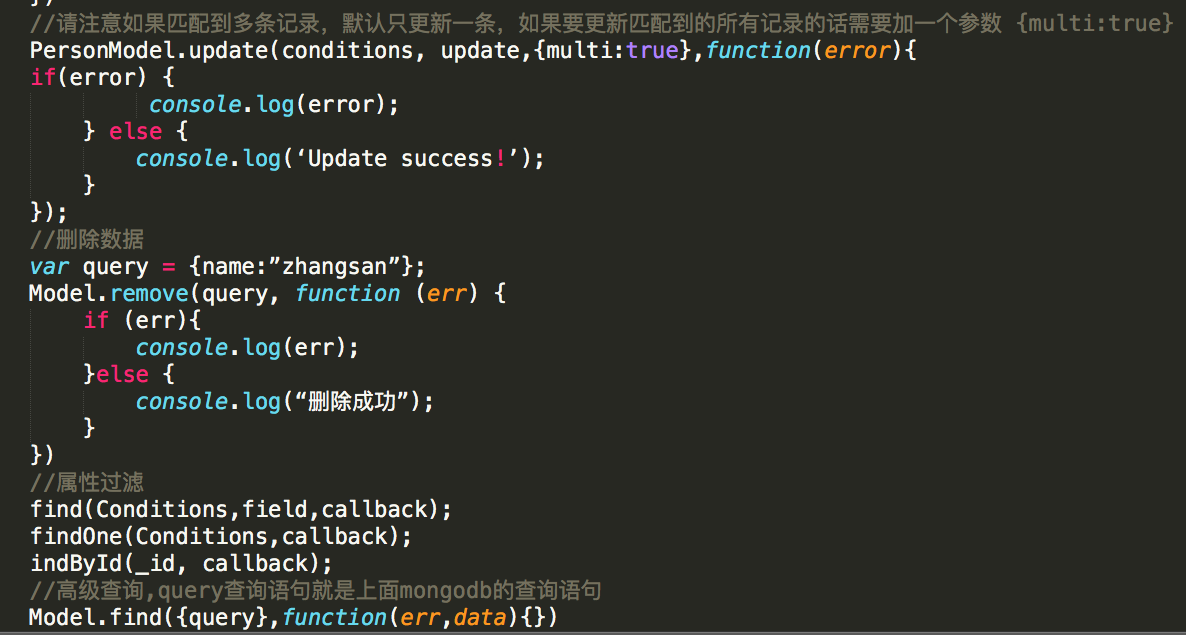 })
//请注意如果匹配到多条记录，默认只更新一条，如果要更新匹配到的所有记录的话需要加一个参数 {multi:true}
PersonModel.update(conditions, update,{multi:true},function(error){
if(error) {
         console.log(error);
    } else {
        console.log(‘Update success!’);
    }
});
//删除数据
var query = {name:”zhangsan”};
Model.remove(query, function (err) {
    if (err){
        console.log(err);
    }else {
        console.log(“删除成功”);
    }
})
//属性过滤
find(Conditions,field,callback);
findOne(Conditions,callback);
indById(_id, callback);
//高级查询,query查询语句就是上面mongodb的查询语句
Model.find({query},function(err,data){})